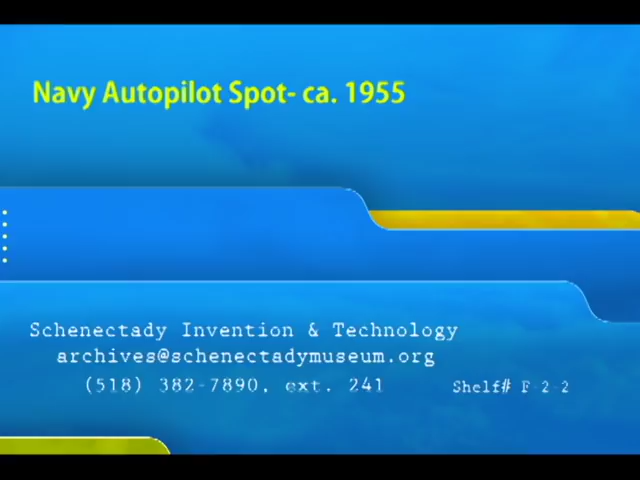 Navy Autopilot Spot- ca. 1955
Schenectady Invention & Technology
archives@schenectadymuseum.org
(518) 382-7890, ext. 241
Shelf# F-2-2